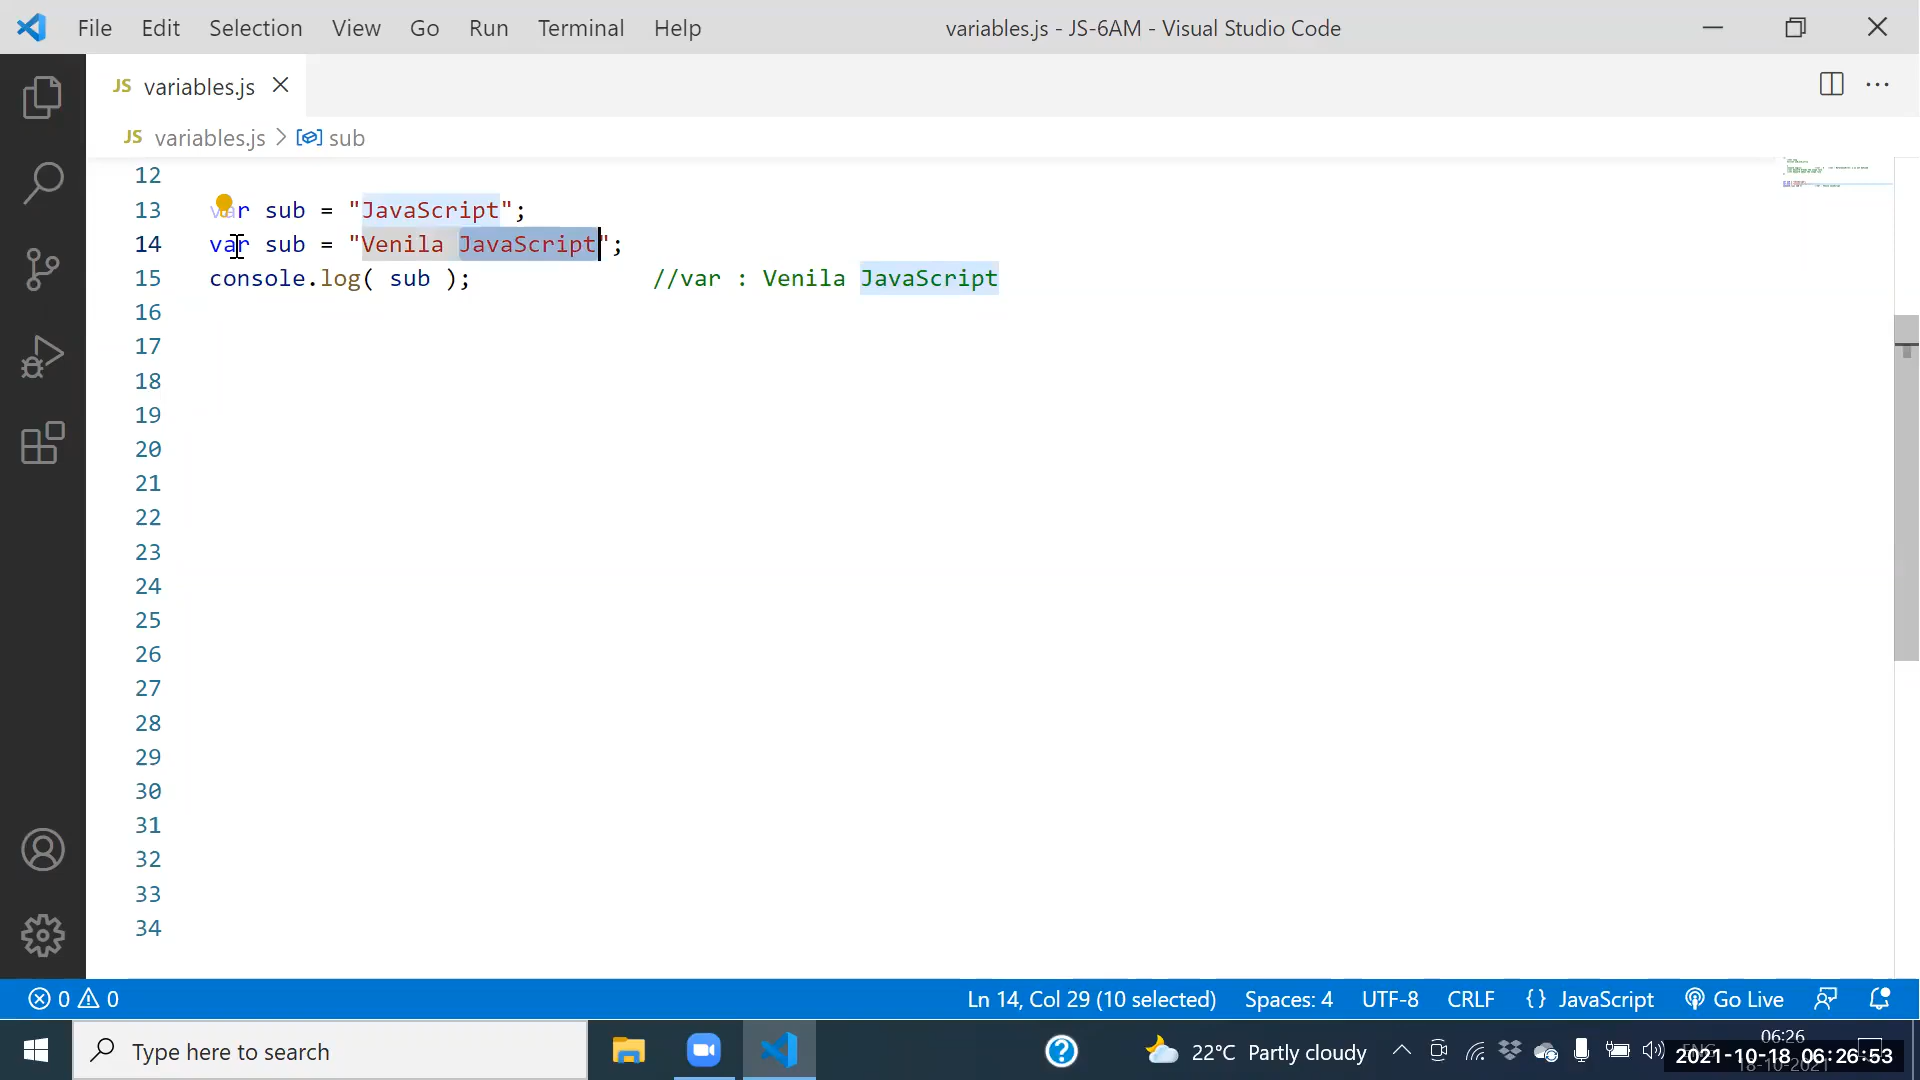 File Edit Selection View Go Run Terminal Help variables.js - JS-6AM - Visual Studio Code
JS variables.js
JS variables.js > sub
12
13 var sub = "JavaScript";
14 var sub = "Venila JavaScript";
15 console.log( sub ); //var : Venila JavaScript
16
17
18
19
20
21
22
23
24
25
26
27
28
29
30
31
32
33
34
0 0 Ln 14, Col 29 (10 selected) Spaces: 4 UTF-8 CRLF {} JavaScript Go Live
Type here to search 22°C Partly cloudy 06:26
2021-10-18 06:26:53